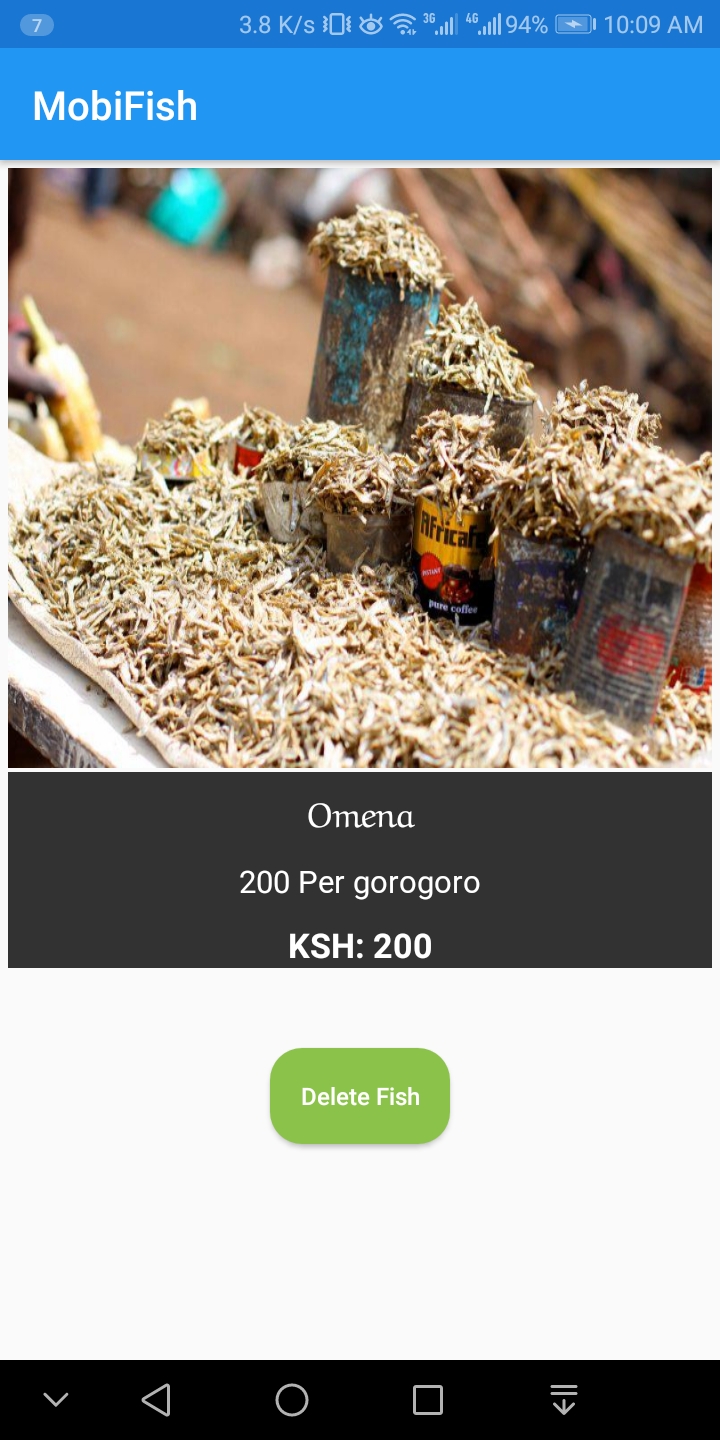 7
3.8 K/s 3G 4G 94% 10:09 AM
MobiFish
Africafe
INSTANT
pure coffee
Omena
200 Per gorogoro
KSH: 200
Delete Fish